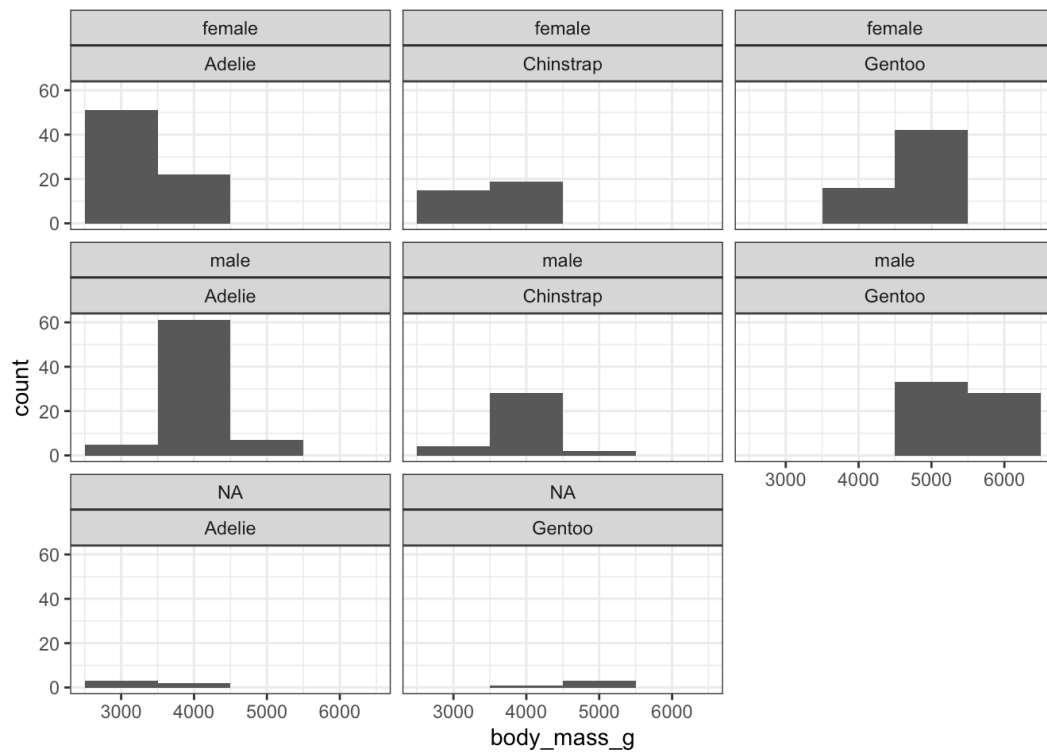 female female female
Adelie Chinstrap Gentoo
60
40
20
0
male male male
Adelie Chinstrap Gentoo
60
40
20
0
3000 4000 5000 6000
NA NA
Adelie Gentoo
60
40
20
0
3000 4000 5000 6000 3000 4000 5000 6000
count
body_mass_g